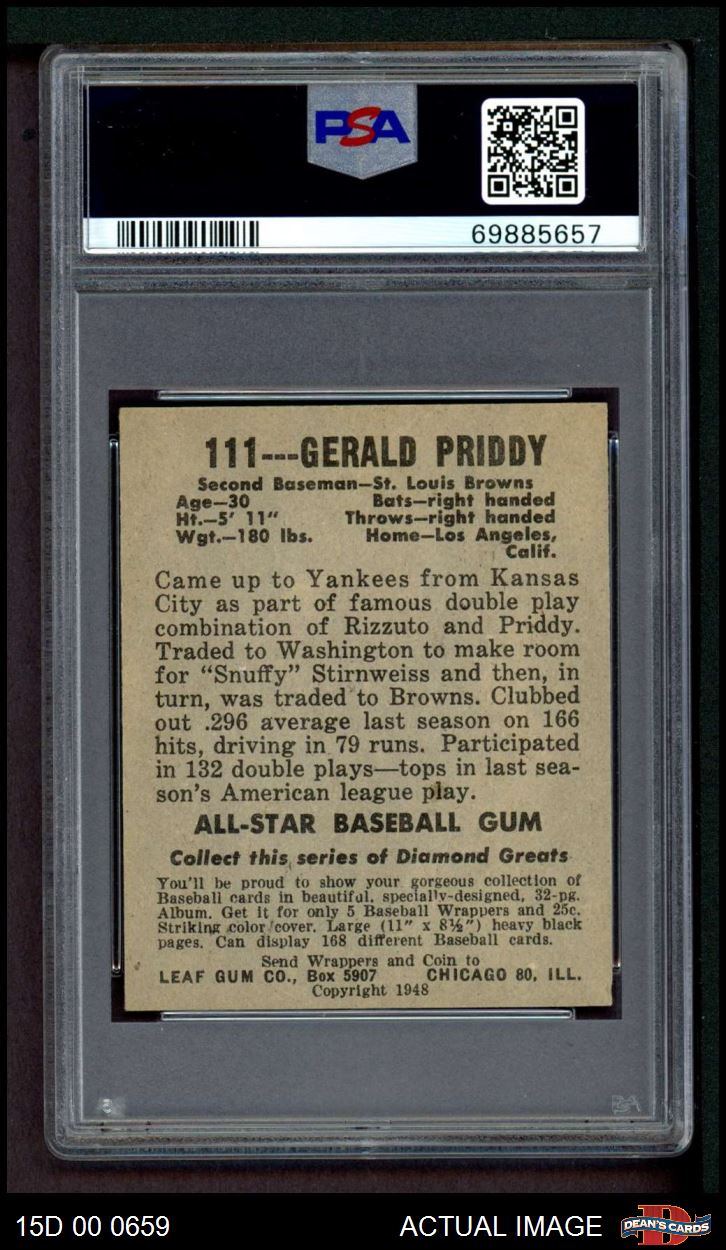 PSA
69885657
111---GERALD PRIDDY
Second Baseman—St. Louis Browns
Age—30 Bats—right handed
Ht.—5' 11" Throws—right handed
Wgt.—180 lbs. Home—Los Angeles,
Calif.
Came up to Yankees from Kansas
City as part of famous double play
combination of Rizzuto and Priddy.
Traded to Washington to make room
for "Snuffy" Stirnweiss and then, in
turn, was traded to Browns. Clubbed
out .296 average last season on 166
hits, driving in 79 runs. Participated
in 132 double plays—tops in last sea-
son's American league play.
ALL-STAR BASEBALL GUM
Collect this series of Diamond Greats
You'll be proud to show your gorgeous collection of
Baseball cards in beautiful, specially-designed, 32-pg.
Album. Get it for only 5 Baseball Wrappers and 25c.
Striking color cover. Large (11" x 8½") heavy black
pages. Can display 168 different Baseball cards.
Send Wrappers and Coin to
LEAF GUM CO., Box 5907 CHICAGO 80, ILL.
Copyright 1948
PSA
15D 00 0659 ACTUAL IMAGE DEAN'S CARDS